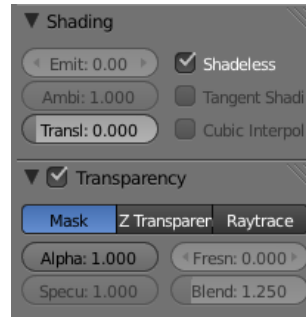 Shading
Emit: 0.00 Shadeless
Ambi: 1.000 Tangent Shadi
Transl: 0.000 Cubic Interpol
Transparency
Mask Z Transparen Raytrace
Alpha: 1.000 Fresn: 0.000
Specu: 1.000 Blend: 1.250